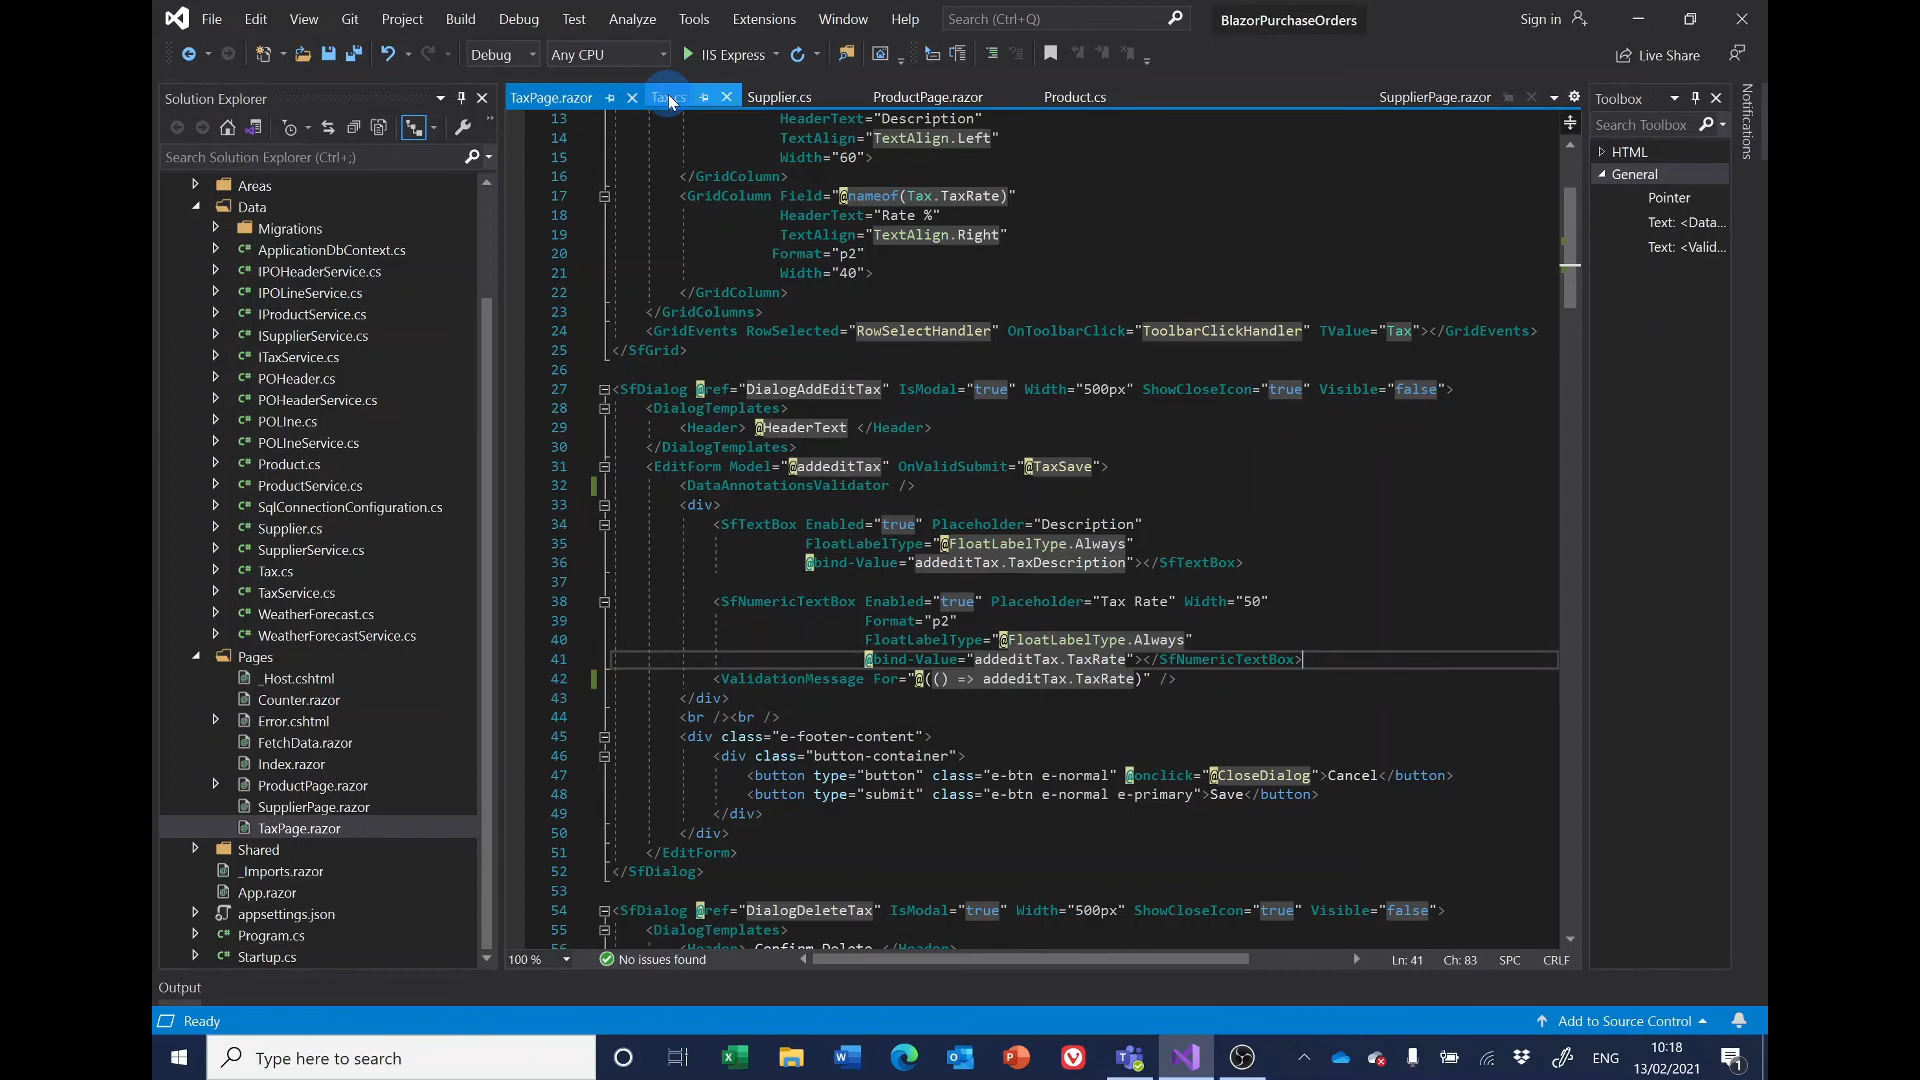 File Edit View Git Project Build Debug Test Analyze Tools Extensions Window Help Search (Ctrl+Q) BlazorPurchaseOrders Sign in
Debug Any CPU IIS Express Live Share
Solution Explorer
Search Solution Explorer (Ctrl+;)
Areas
Data
Migrations
ApplicationDbContext.cs
IPOHeaderService.cs
IPOLineService.cs
IProductService.cs
ISupplierService.cs
ITaxService.cs
POHeader.cs
POHeaderService.cs
POLIne.cs
POLIneService.cs
Product.cs
ProductService.cs
SqlConnectionConfiguration.cs
Supplier.cs
SupplierService.cs
Tax.cs
TaxService.cs
WeatherForecast.cs
WeatherForecastService.cs
Pages
_Host.cshtml
Counter.razor
Error.cshtml
FetchData.razor
Index.razor
ProductPage.razor
SupplierPage.razor
TaxPage.razor
Shared
_Imports.razor
App.razor
appsettings.json
Program.cs
Startup.cs
TaxPage.razor Tax.cs Supplier.cs ProductPage.razor Product.cs SupplierPage.razor
13 HeaderText="Description"
14 TextAlign="TextAlign.Left"
15 Width="60">
16 </GridColumn>
17 <GridColumn Field="@nameof(Tax.TaxRate)"
18 HeaderText="Rate %"
19 TextAlign="TextAlign.Right"
20 Format="p2"
21 Width="40">
22 </GridColumn>
23 </GridColumns>
24 <GridEvents RowSelected="RowSelectHandler" OnToolbarClick="ToolbarClickHandler" TValue="Tax"></GridEvents>
25 </SfGrid>
26
27 <SfDialog @ref="DialogAddEditTax" IsModal="true" Width="500px" ShowCloseIcon="true" Visible="false">
28 <DialogTemplates>
29 <Header> @HeaderText </Header>
30 </DialogTemplates>
31 <EditForm Model="@addeditTax" OnValidSubmit="@TaxSave">
32 <DataAnnotationsValidator />
33 <div>
34 <SfTextBox Enabled="true" Placeholder="Description"
35 FloatLabelType="@FloatLabelType.Always"
36 @bind-Value="addeditTax.TaxDescription"></SfTextBox>
37
38 <SfNumericTextBox Enabled="true" Placeholder="Tax Rate" Width="50"
39 Format="p2"
40 FloatLabelType="@FloatLabelType.Always"
41 @bind-Value="addeditTax.TaxRate"></SfNumericTextBox>
42 <ValidationMessage For="@(() => addeditTax.TaxRate)" />
43 </div>
44 <br /><br />
45 <div class="e-footer-content">
46 <div class="button-container">
47 <button type="button" class="e-btn e-normal" @onclick="@CloseDialog">Cancel</button>
48 <button type="submit" class="e-btn e-normal e-primary">Save</button>
49 </div>
50 </div>
51 </EditForm>
52 </SfDialog>
53
54 <SfDialog @ref="DialogDeleteTax" IsModal="true" Width="500px" ShowCloseIcon="true" Visible="false">
55 <DialogTemplates>
56 <Header> Confirm Delete </Header>
100 % No issues found Ln: 41 Ch: 83 SPC CRLF
Toolbox
Search Toolbox
HTML
General
Pointer
Text: <Data...
Text: <Valid...
Notifications
Output
Ready Add to Source Control
Type here to search ENG 10:18
13/02/2021
1